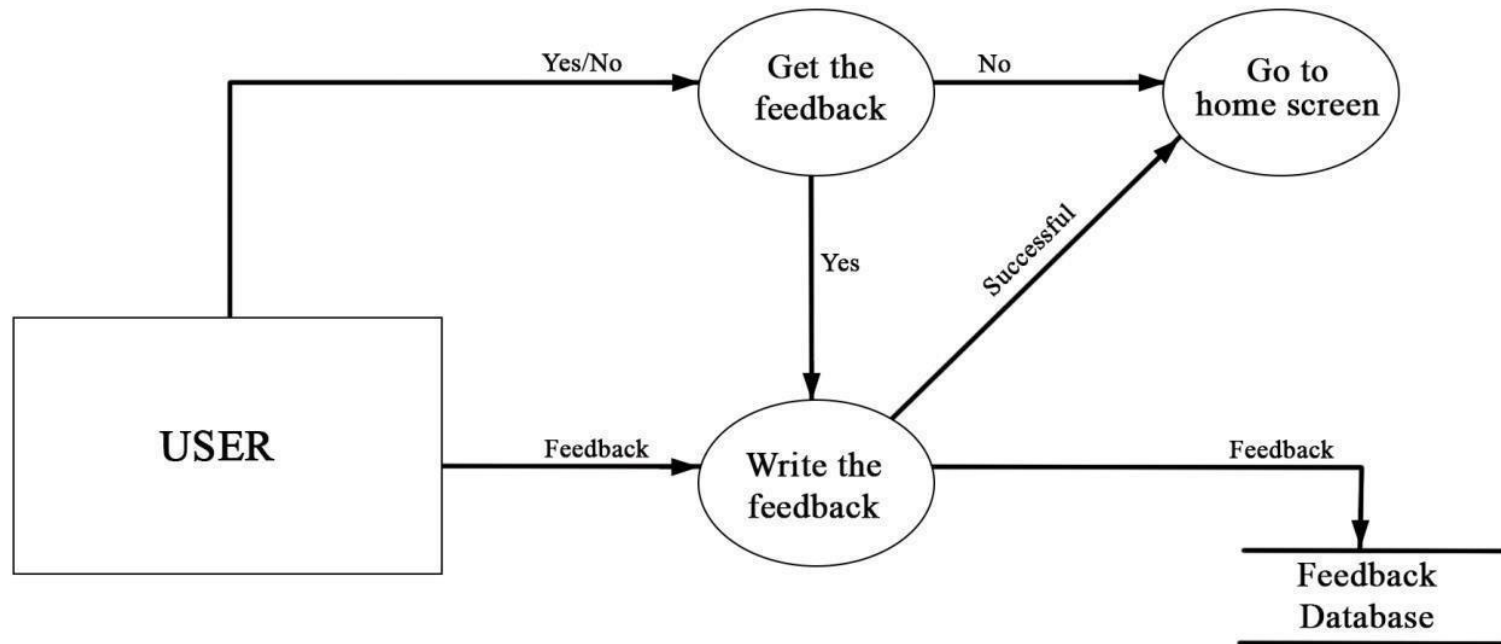 Yes/No
Get the
feedback
No
Go to
home screen
Yes
Successful
USER
Feedback
Write the
feedback
Feedback
Feedback
Database